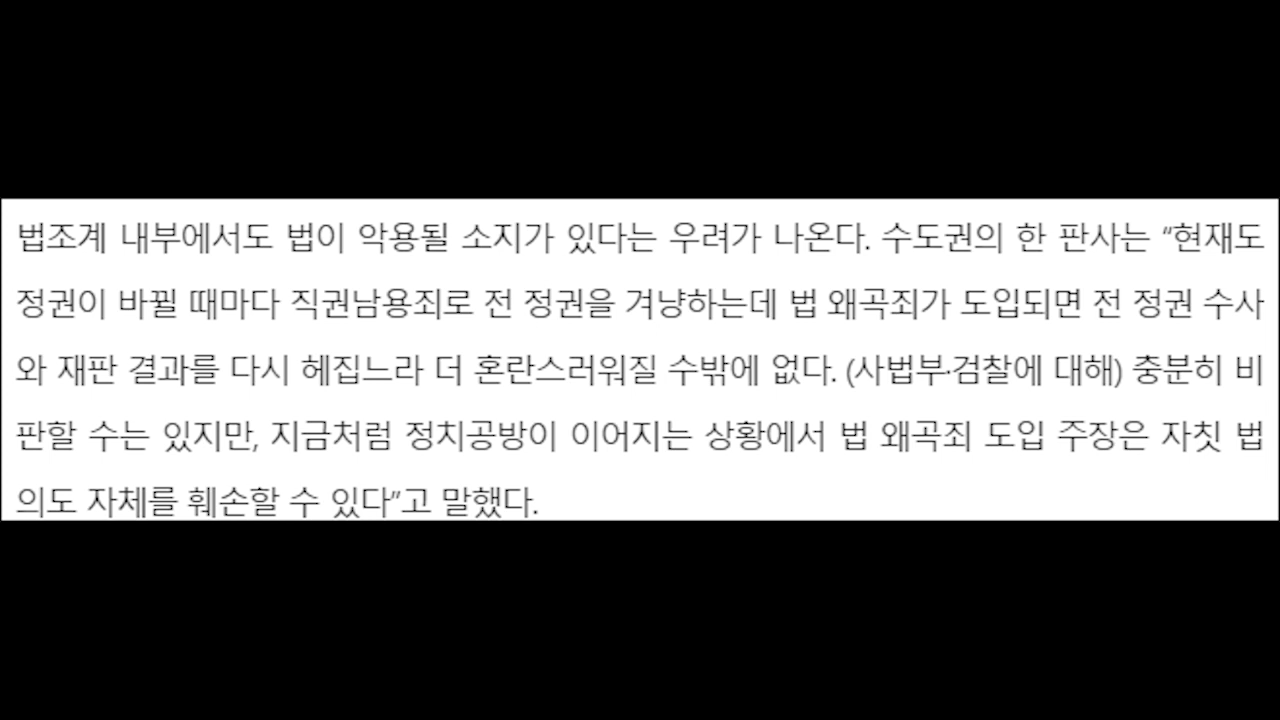 법조계 내부에서도 법이 악용될 소지가 있다는 우려가 나온다. 수도권의 한 판사는 “현재도
정권이 바뀔 때마다 직권남용죄로 전 정권을 겨냥하는데 법 왜곡죄가 도입되면 전 정권 수사
와 재판 결과를 다시 헤집느라 더 혼란스러워질 수밖에 없다. (사법부·검찰에 대해) 충분히 비
판할 수는 있지만, 지금처럼 정치공방이 이어지는 상황에서 법 왜곡죄 도입 주장은 자칫 법
의도 자체를 훼손할 수 있다”고 말했다.